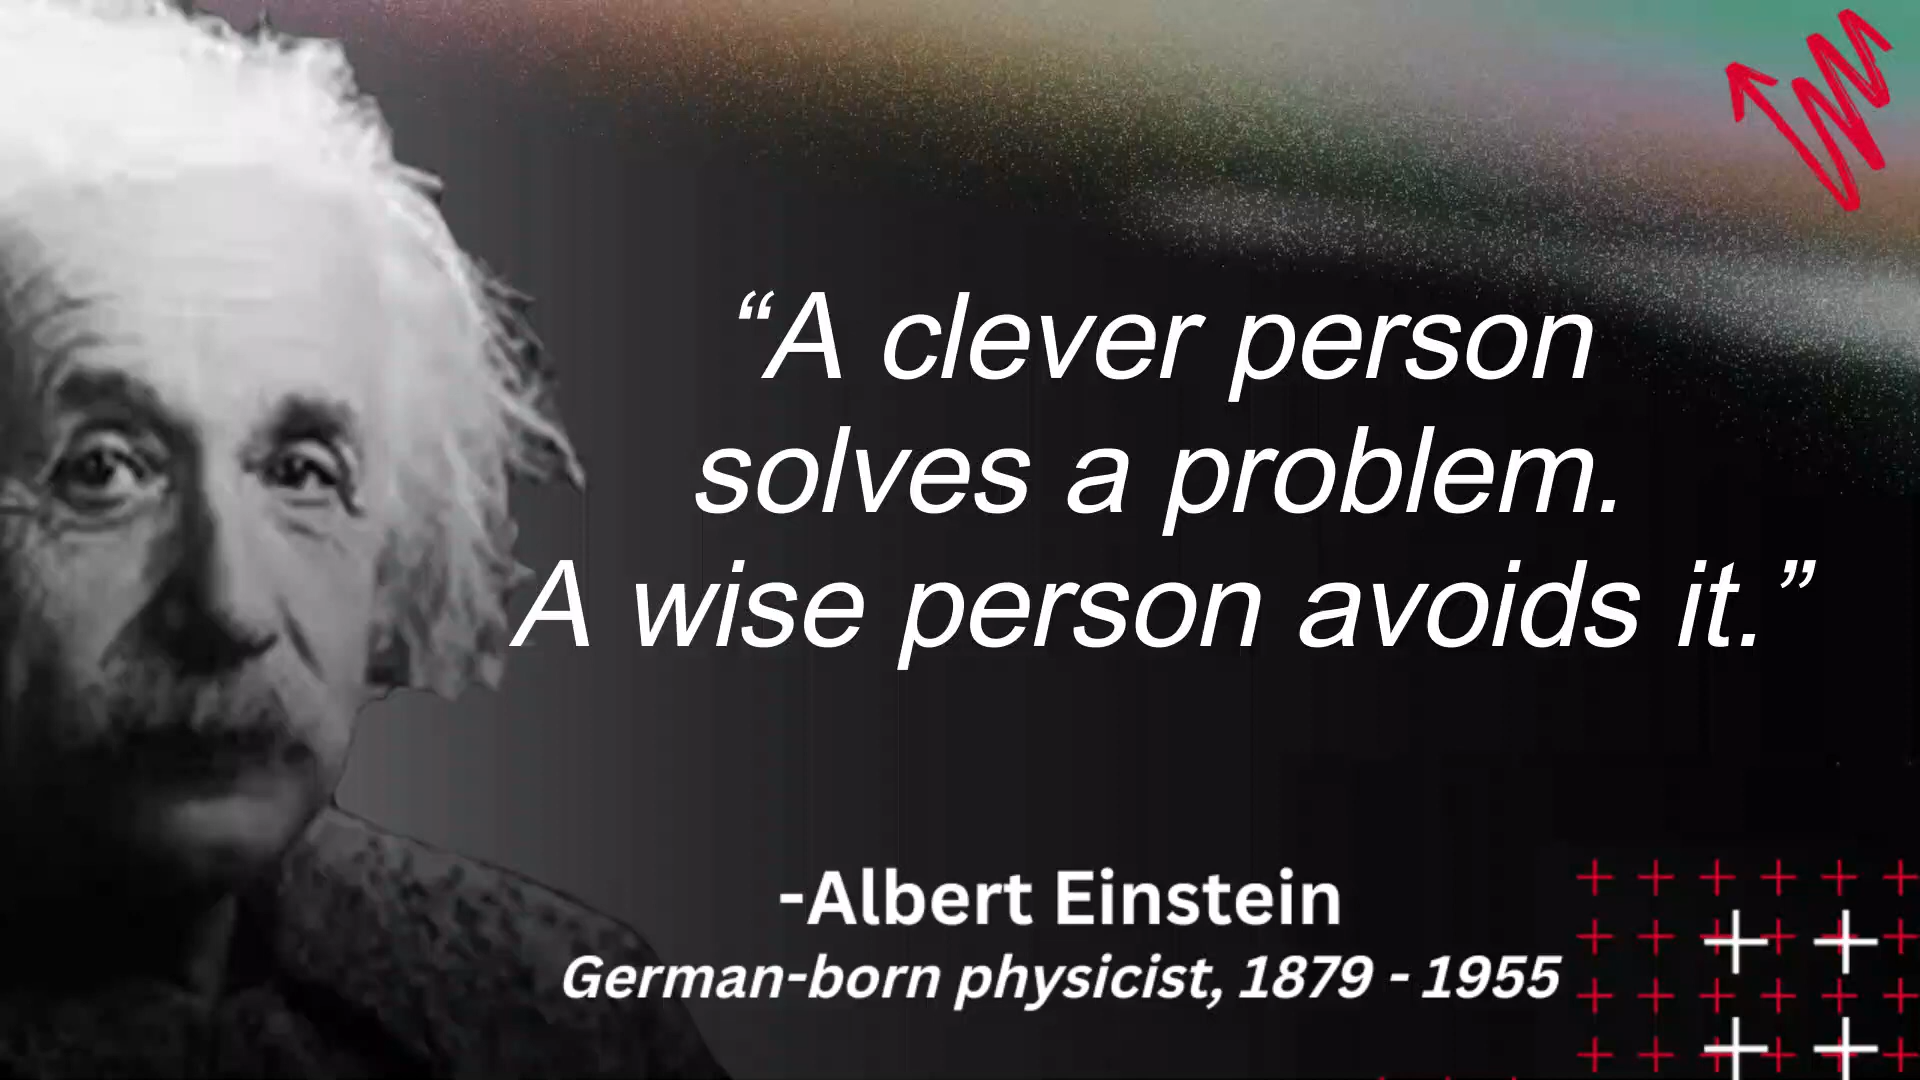 “A clever person
solves a problem.
A wise person avoids it.”
-Albert Einstein
German-born physicist, 1879 - 1955